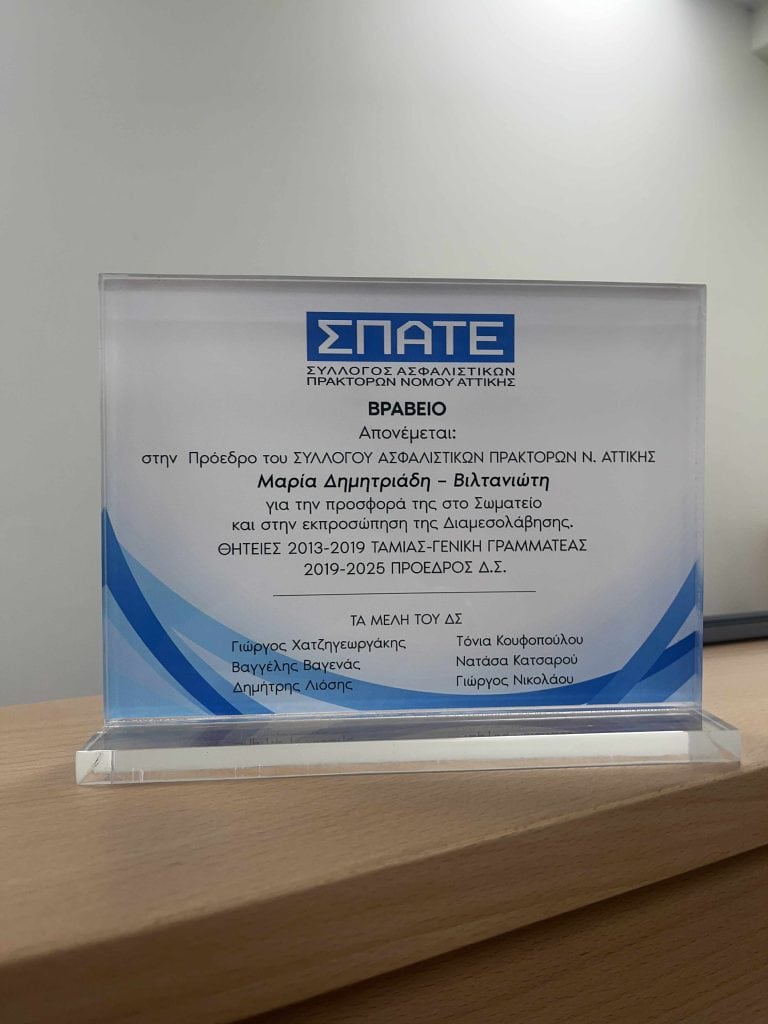 ΣΠΑΤΕ
ΣΥΛΛΟΓΟΣ ΑΣΦΑΛΙΣΤΙΚΩΝ
ΠΡΑΚΤΟΡΩΝ ΝΟΜΟΥ ΑΤΤΙΚΗΣ
ΒΡΑΒΕΙΟ
Απονέμεται:
στην Πρόεδρο του ΣΥΛΛΟΓΟΥ ΑΣΦΑΛΙΣΤΙΚΩΝ ΠΡΑΚΤΟΡΩΝ Ν. ΑΤΤΙΚΗΣ
Μαρία Δημητριάδη – Βιλτανιώτη
για την προσφορά της στο Σωματείο
και στην εκπροσώπηση της Διαμεσολάβησης.
ΘΗΤΕΙΕΣ 2013-2019 ΤΑΜΙΑΣ-ΓΕΝΙΚΗ ΓΡΑΜΜΑΤΕΑΣ
2019-2025 ΠΡΟΕΔΡΟΣ Δ.Σ.
ΤΑ ΜΕΛΗ ΤΟΥ ΔΣ
Γιώργος Χατζηγεωργάκης Τόνια Κουφοπούλου
Βαγγέλης Βαγενάς Νατάσα Κατσαρού
Δημήτρης Λιόσης Γιώργος Νικολάου